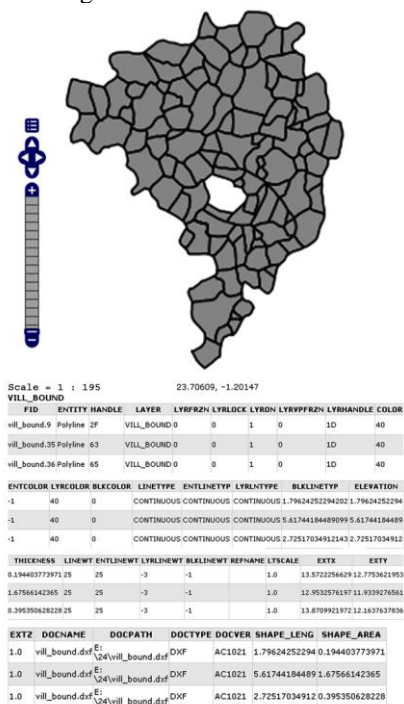 Scale = 1 : 195 23.70609, -1.20147
VILL_BOUND
FID ENTITY HANDLE LAYER LYRFRZN LYRLOCK LYRON LYRVPFRZN LYRHANDLE COLOR
vill_bound.9 Polyline 2F VILL_BOUND 0 0 1 0 1D 40
vill_bound.35 Polyline 63 VILL_BOUND 0 0 1 0 1D 40
vill_bound.36 Polyline 65 VILL_BOUND 0 0 1 0 1D 40
ENTCOLOR LYRCOLOR BLKCOLOR LINETYPE ENTLINETYP LYRLNTYPE BLKLINETYP ELEVATION
-1 40 0 CONTINUOUS CONTINUOUS CONTINUOUS 1.79624252294202 1.79624252294
-1 40 0 CONTINUOUS CONTINUOUS CONTINUOUS 5.61744184489099 5.61744184489
-1 40 0 CONTINUOUS CONTINUOUS CONTINUOUS 2.72517034912143 2.72517034912
THICKNESS LINEWT ENTLINEWT LYRLINEWT BLKLINEWT REFNAME LTSCALE EXTX EXTY
0.194403773971 25 25 -3 -1 1.0 13.5722256629 12.7753621953
1.67566142365 25 25 -3 -1 1.0 12.9532576197 11.9339276561
0.395350628228 25 25 -3 -1 1.0 13.8709921972 12.1637637836
EXTZ DOCNAME DOCPATH DOCTYPE DOCVER SHAPE_LENG SHAPE_AREA
1.0 vill_bound.dxf E:\24\vill_bound.dxf DXF AC1021 1.79624252294 0.194403773971
1.0 vill_bound.dxf E:\24\vill_bound.dxf DXF AC1021 5.61744184489 1.67566142365
1.0 vill_bound.dxf E:\24\vill_bound.dxf DXF AC1021 2.72517034912 0.395350628228